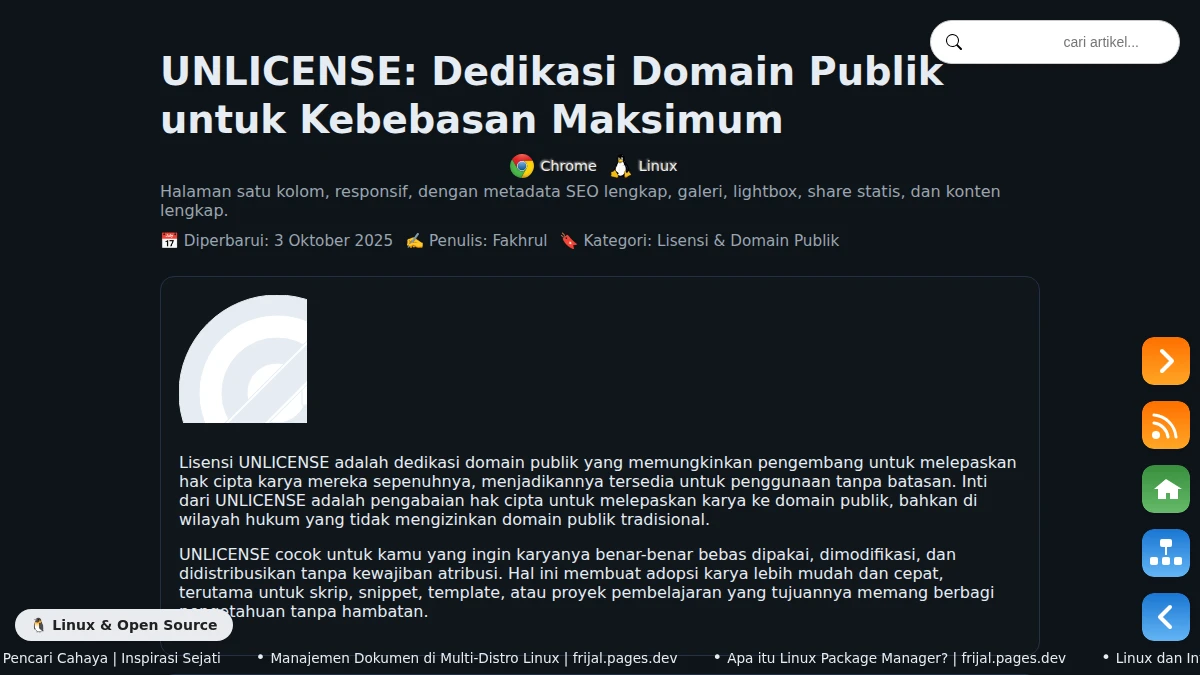 cari artikel...
UNLICENSE: Dedikasi Domain Publik
untuk Kebebasan Maksimum
Chrome Linux
Halaman satu kolom, responsif, dengan metadata SEO lengkap, galeri, lightbox, share statis, dan konten
lengkap.
Diperbarui: 3 Oktober 2025 Penulis: Fakhrul Kategori: Lisensi & Domain Publik
Lisensi UNLICENSE adalah dedikasi domain publik yang memungkinkan pengembang untuk melepaskan
hak cipta karya mereka sepenuhnya, menjadikannya tersedia untuk penggunaan tanpa batasan. Inti
dari UNLICENSE adalah pengabaian hak cipta untuk melepaskan karya ke domain publik, bahkan di
wilayah hukum yang tidak mengizinkan domain publik tradisional.
UNLICENSE cocok untuk kamu yang ingin karyanya benar-benar bebas dipakai, dimodifikasi, dan
didistribusikan tanpa kewajiban atribusi. Hal ini membuat adopsi karya lebih mudah dan cepat,
terutama untuk skrip, snippet, template, atau proyek pembelajaran yang tujuannya memang berbagi
tanpa hambatan.
Linux & Open Source
Pencari Cahaya | Inspirasi Sejati • Manajemen Dokumen di Multi-Distro Linux | frijal.pages.dev • Apa itu Linux Package Manager? | frijal.pages.dev • Linux dan